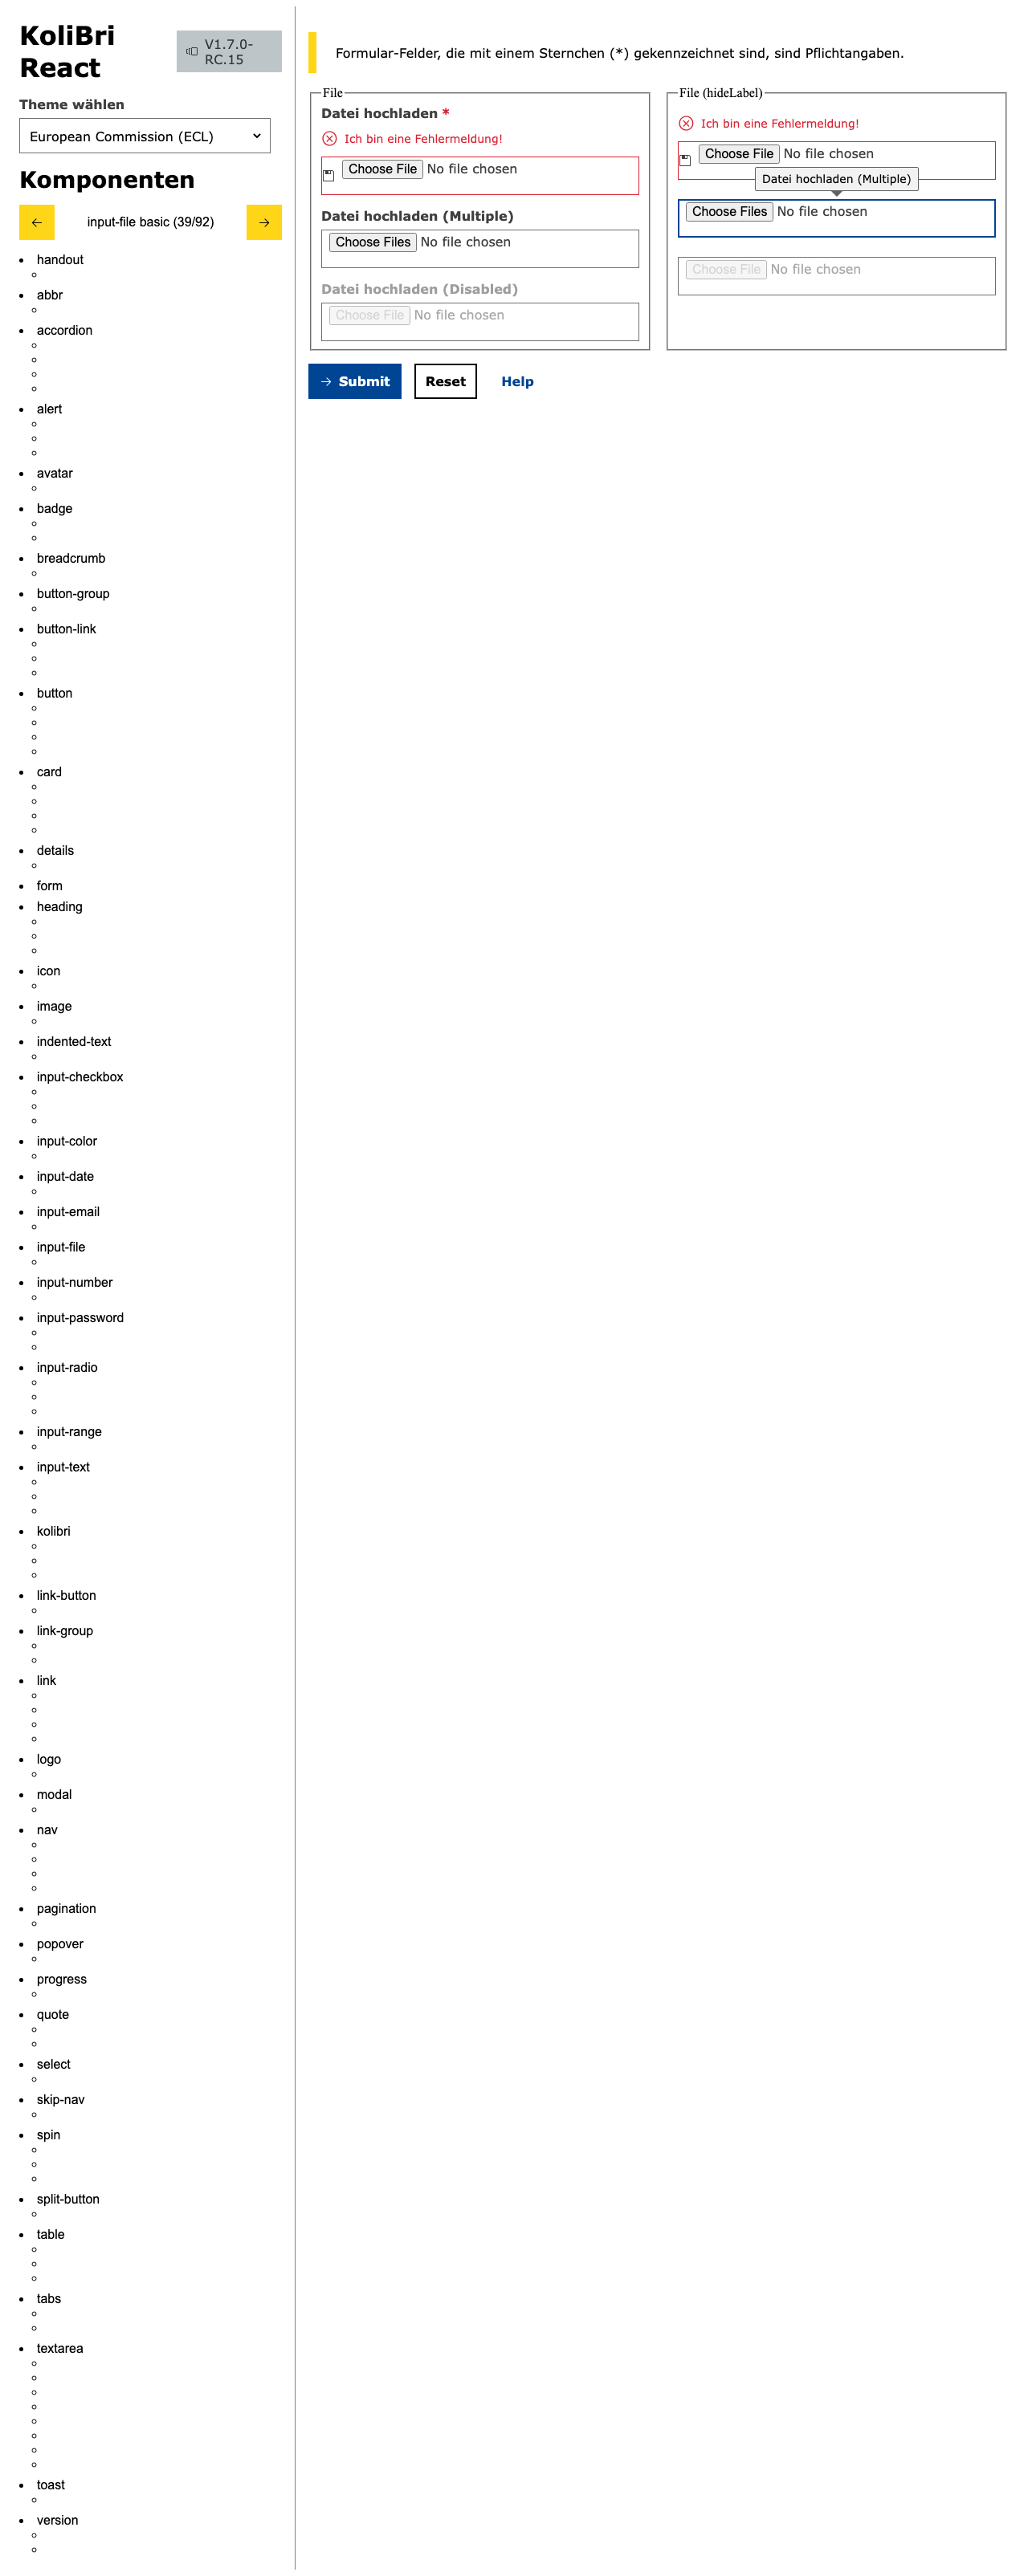 KoliBri
React
V1.7.0-
RC.15
Theme wählen
European Commission (ECL)
Komponenten
input-file basic (39/92)
handout
abbr
accordion
alert
avatar
badge
breadcrumb
button-group
button-link
button
card
details
form
heading
icon
image
indented-text
input-checkbox
input-color
input-date
input-email
input-file
input-number
input-password
input-radio
input-range
input-text
kolibri
link-button
link-group
link
logo
modal
nav
pagination
popover
progress
quote
select
skip-nav
spin
split-button
table
tabs
textarea
toast
version
Formular-Felder, die mit einem Sternchen (*) gekennzeichnet sind, sind Pflichtangaben.
File
Datei hochladen *
Ich bin eine Fehlermeldung!
Choose File No file chosen
Datei hochladen (Multiple)
Choose Files No file chosen
Datei hochladen (Disabled)
Choose File No file chosen
File (hideLabel)
Ich bin eine Fehlermeldung!
Choose File No file chosen
Datei hochladen (Multiple)
Choose Files No file chosen
Choose File No file chosen
Submit
Reset
Help